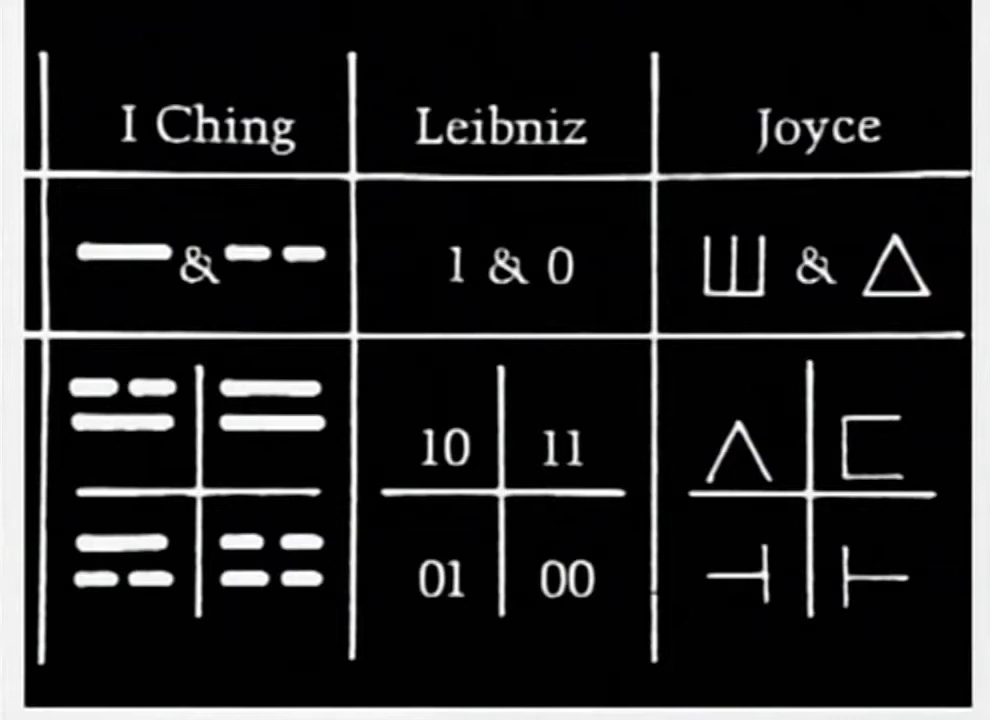 I Ching Leibniz Joyce
⚊ & ⚋ 1 & 0 Ш & △
⚍ ⚌ 10 11 Λ ⊏
⚎ ⚏ 01 00 ⊣ ⊢